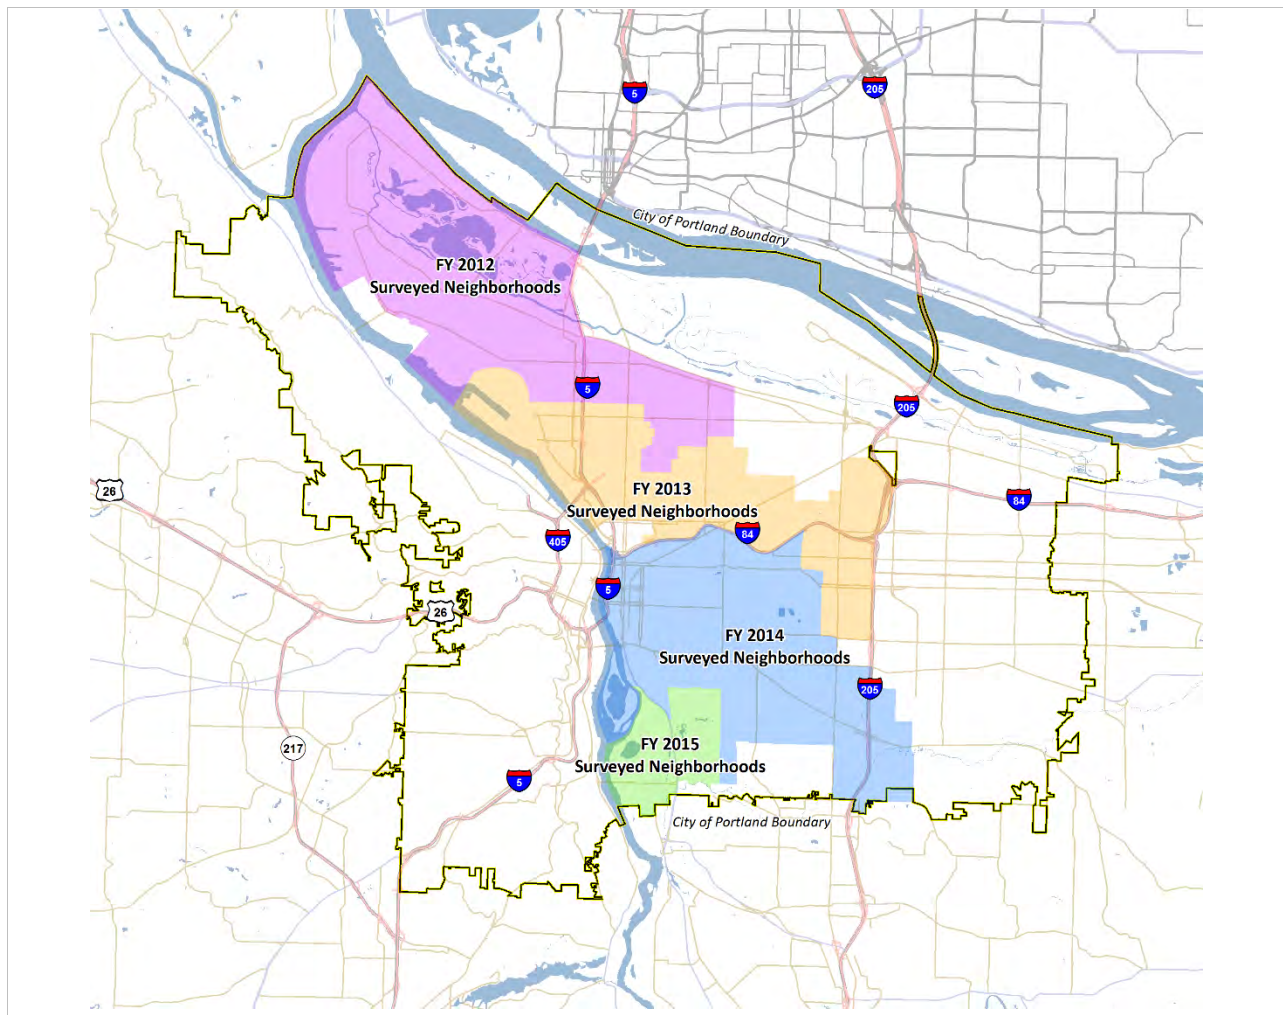 5
205
City of Portland Boundary
FY 2012
Surveyed Neighborhoods
5
205
26
FY 2013
Surveyed Neighborhoods
84
84
405
5
26
FY 2014
Surveyed Neighborhoods
205
217
FY 2015
Surveyed Neighborhoods
5
City of Portland Boundary